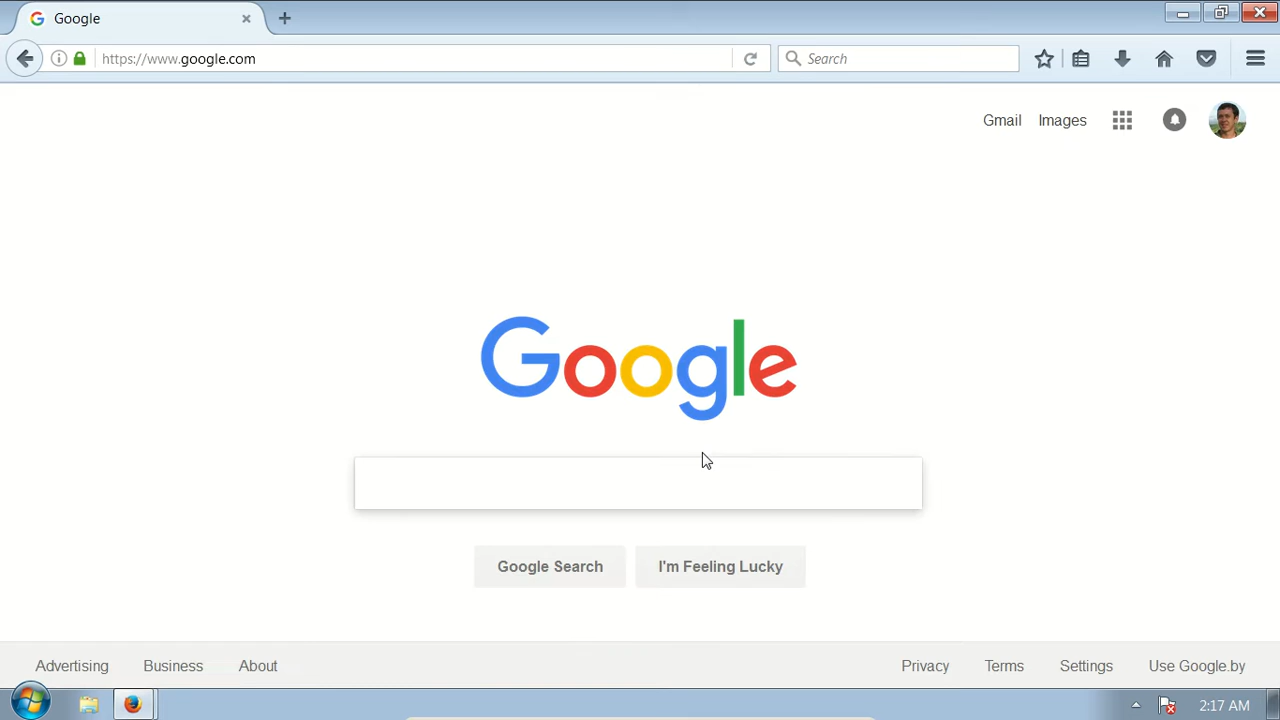 Google
https://www.google.com
Search
Gmail
Images
Google
Google Search
I'm Feeling Lucky
Advertising
Business
About
Privacy
Terms
Settings
Use Google.by
2:17 AM